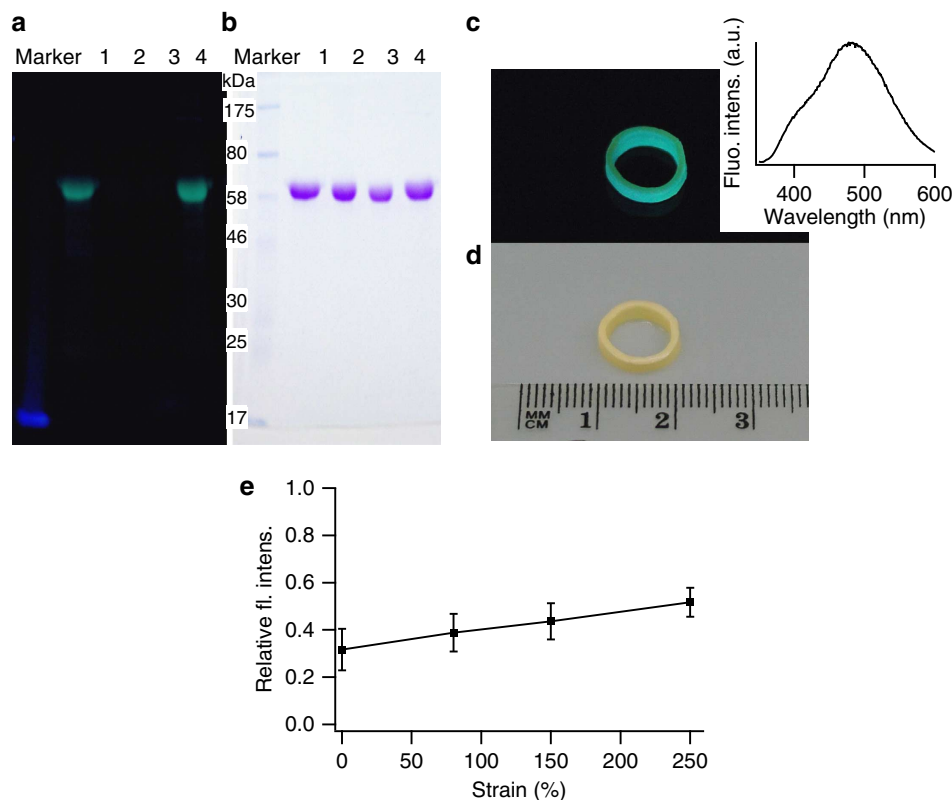 a
Marker 1 2 3 4
b
Marker 1 2 3 4
kDa
175
80
58
46
30
25
17
c
Fluo. intens. (a.u.)
400 500 600
Wavelength (nm)
d
MM
CM 1 2 3
e
Relative fl. intens.
1.0
0.8
0.6
0.4
0.2
0.0
0 50 100 150 200 250
Strain (%)